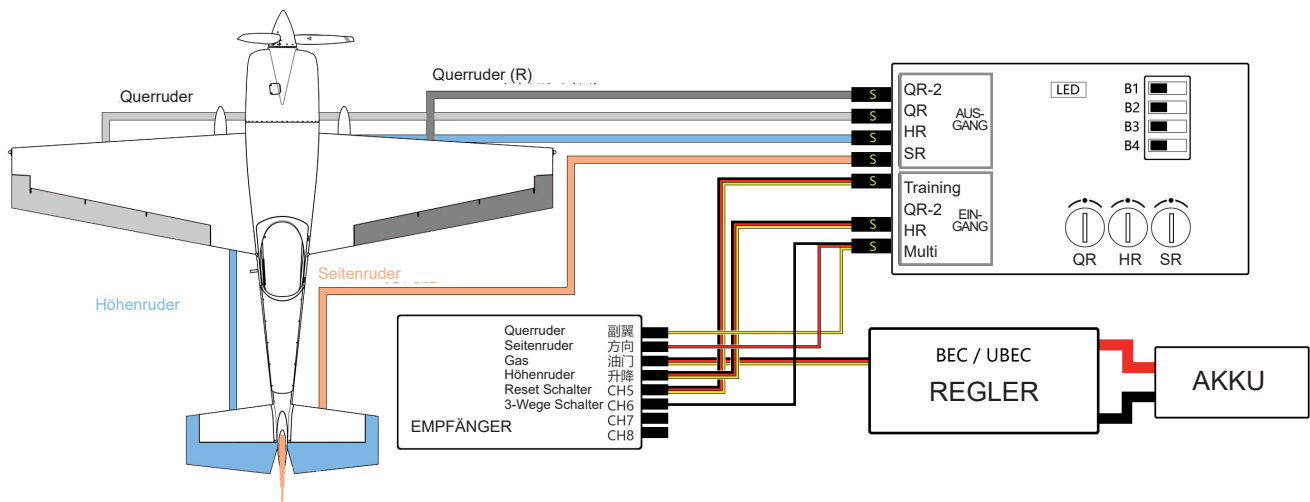 Querruder (R)
Querruder
Höhenruder
Seitenruder
S
S
S
S
S
S
S
QR-2
QR
HR
SR
AUS-
GANG
Training
QR-2
HR
Multi
EIN-
GANG
LED
B1
B2
B3
B4
QR HR SR
Querruder 副翼
Seitenruder 方向
Gas 油门
Höhenruder 升降
Reset Schalter CH5
3-Wege Schalter CH6
CH7
CH8
EMPFÄNGER
BEC / UBEC
REGLER
AKKU